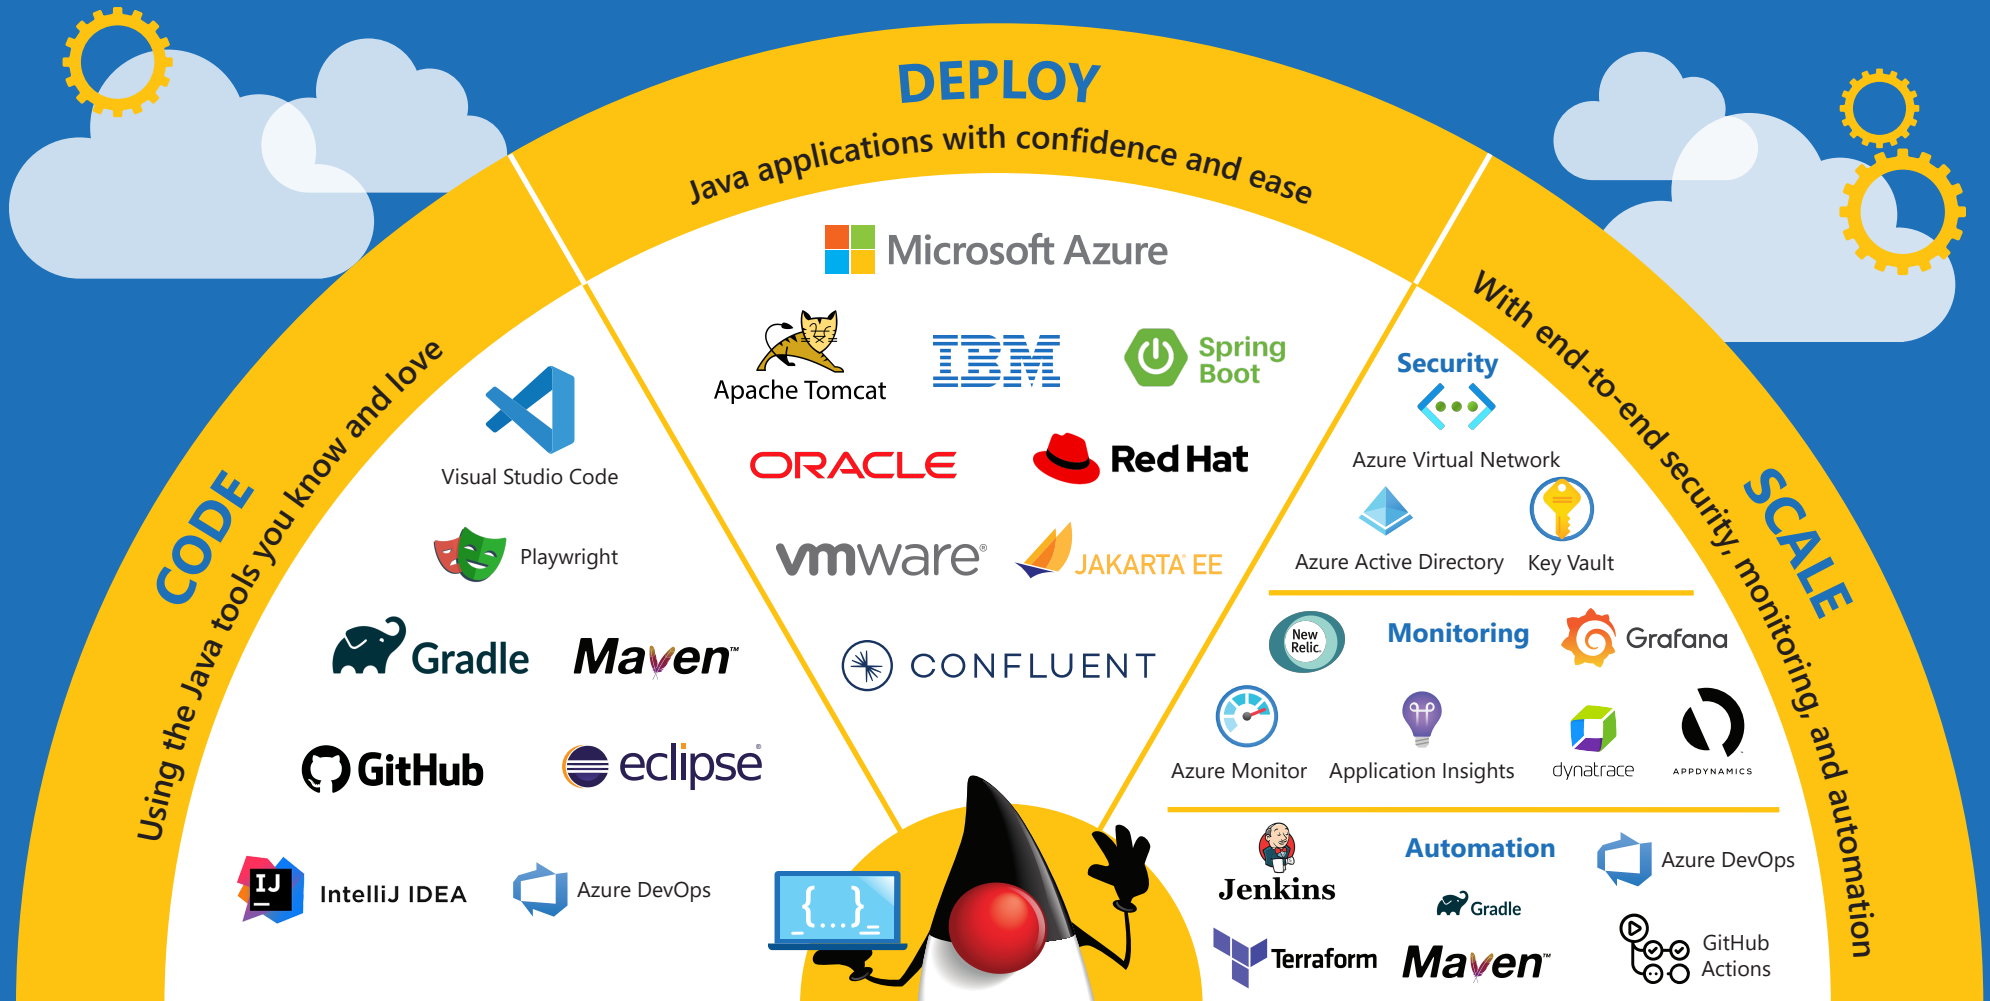 DEPLOY
Java applications with confidence and ease
Microsoft Azure
Apache Tomcat
IBM
Spring
Boot
ORACLE
Red Hat
vmware®
JAKARTA® EE
CONFLUENT
CODE
Using the Java tools you know and love
Visual Studio Code
Playwright
Gradle
Maven™
GitHub
eclipse®
IJ
IntelliJ IDEA
Azure DevOps
{...}
SCALE
With end-to-end security, monitoring, and automation
Security
Azure Virtual Network
Azure Active Directory
Key Vault
New
Relic.
Monitoring
Grafana
Azure Monitor
Application Insights
dynatrace
APPDYNAMICS
Jenkins
Automation
Azure DevOps
Gradle
Terraform
Maven™
GitHub
Actions